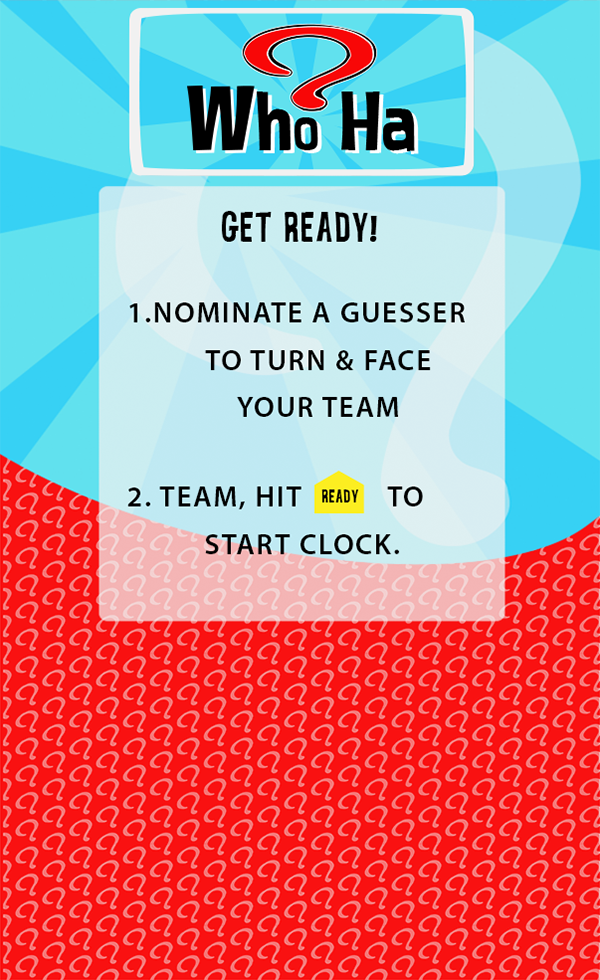 Who Ha
GET READY!
1.NOMINATE A GUESSER
TO TURN & FACE
YOUR TEAM
2. TEAM, HIT READY TO
START CLOCK.